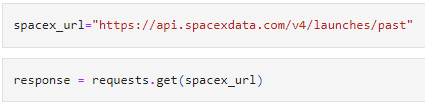 spacex_url="https://api.spacexdata.com/v4/launches/past"
response = requests.get(spacex_url)